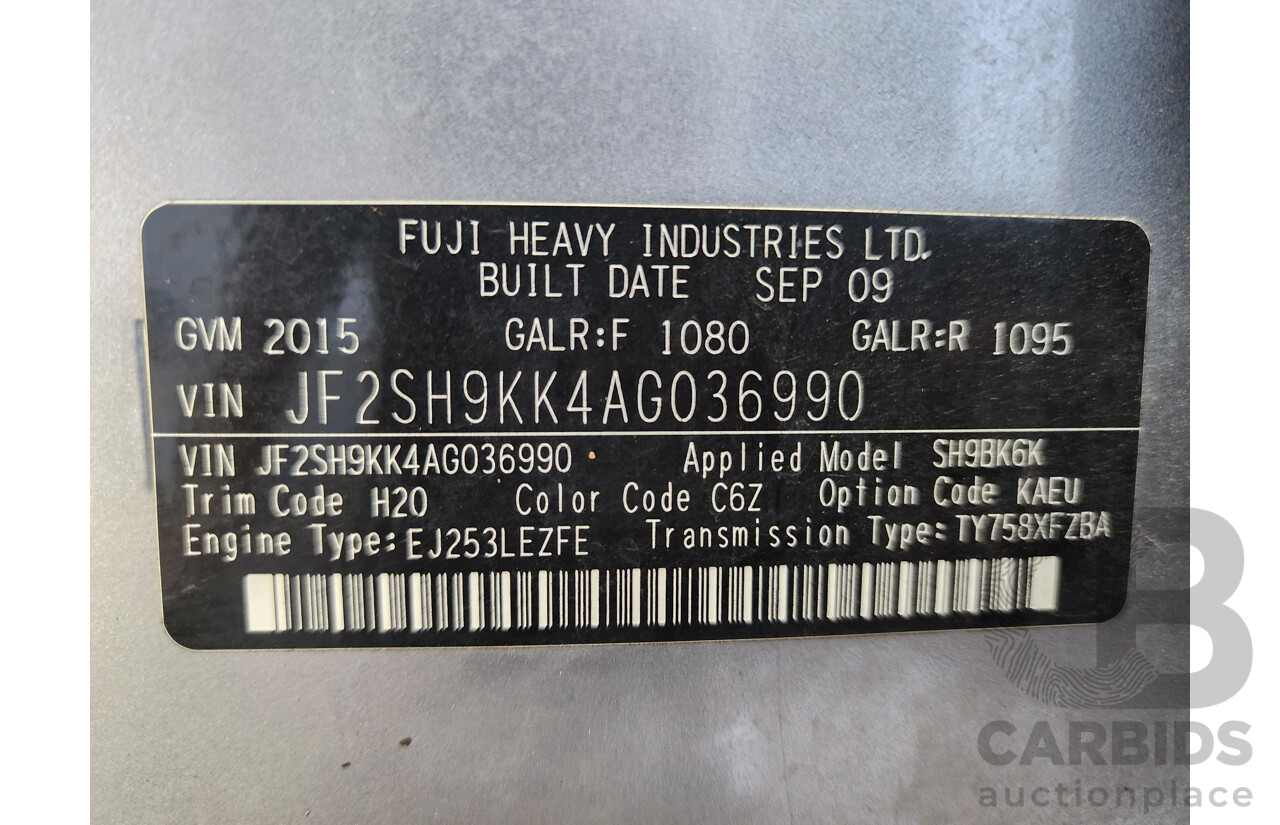 FUJI HEAVY INDUSTRIES LTD.
BUILT DATE SEP 09
GVM 2015 GALR:F 1080 GALR:R 1095
VIN JF2SH9KK4AG036990
VIN JF2SH9KK4AG036990 Applied Model SH9BK6K
Trim Code H20 Color Code C6Z Option Code KAEU
Engine Type: EJ253LEZFE Transmission Type: TY758XFZBA
CB
CARBIDS
auctionplace